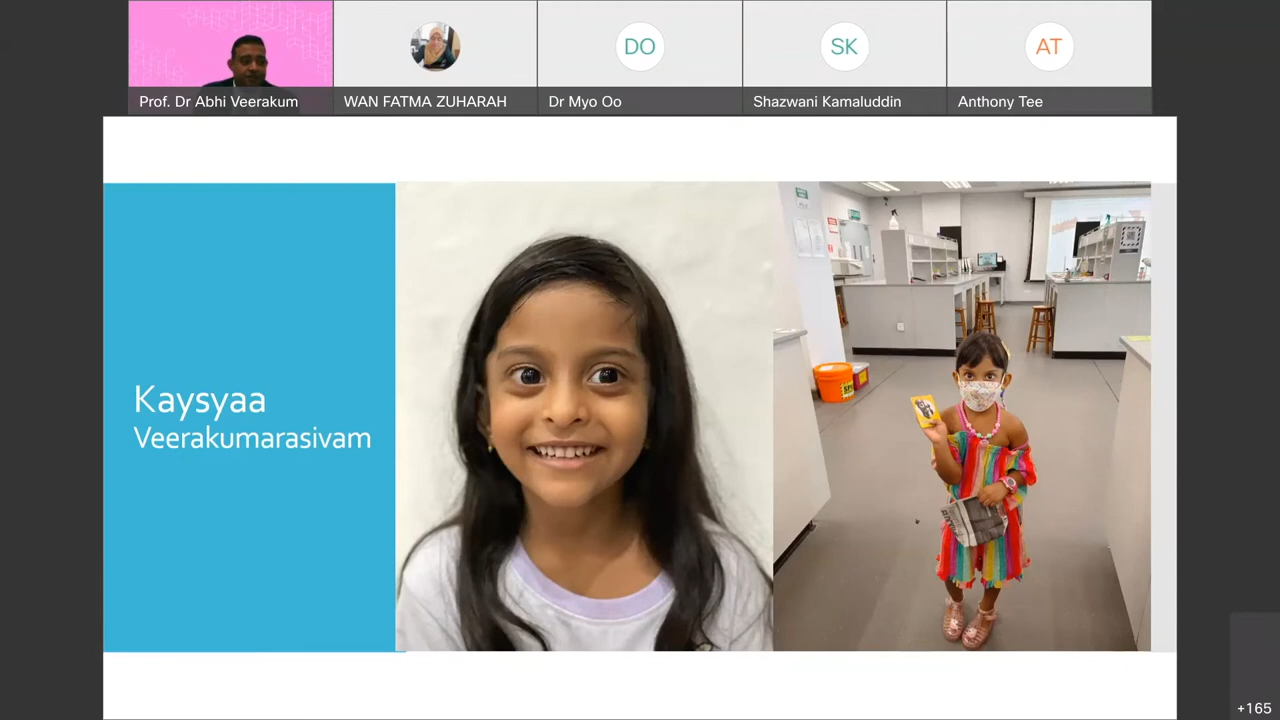 Prof. Dr Abhi Veerakum
WAN FATMA ZUHARAH
DO
Dr Myo Oo
SK
Shazwani Kamaluddin
AT
Anthony Tee
Kaysyaa
Veerakumarasivam
+165